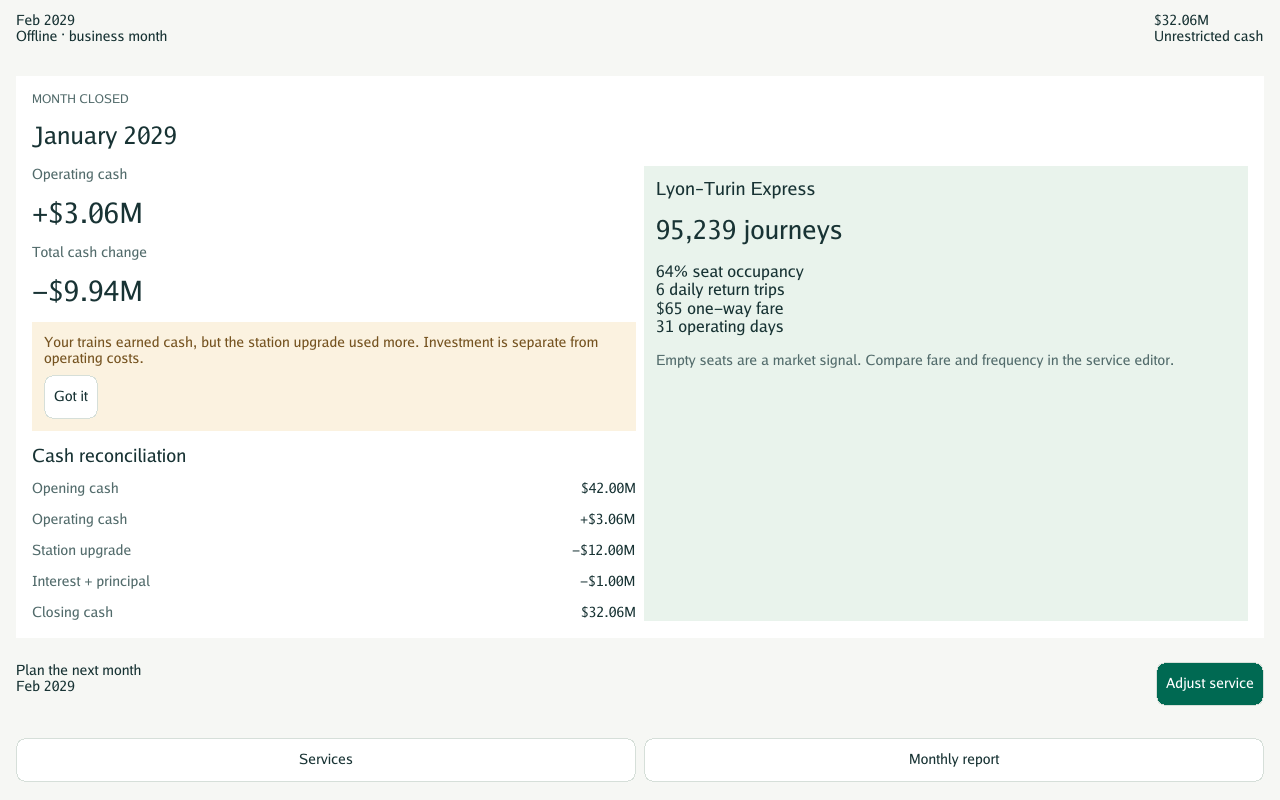 Feb 2029
Offline · business month
$32.06M
Unrestricted cash
MONTH CLOSED
January 2029
Operating cash
+$3.06M
Total cash change
−$9.94M
Your trains earned cash, but the station upgrade used more. Investment is separate from
operating costs.
Got it
Cash reconciliation
Opening cash $42.00M
Operating cash +$3.06M
Station upgrade −$12.00M
Interest + principal −$1.00M
Closing cash $32.06M
Lyon–Turin Express
95,239 journeys
64% seat occupancy
6 daily return trips
$65 one-way fare
31 operating days
Empty seats are a market signal. Compare fare and frequency in the service editor.
Plan the next month
Feb 2029
Adjust service
Services
Monthly report